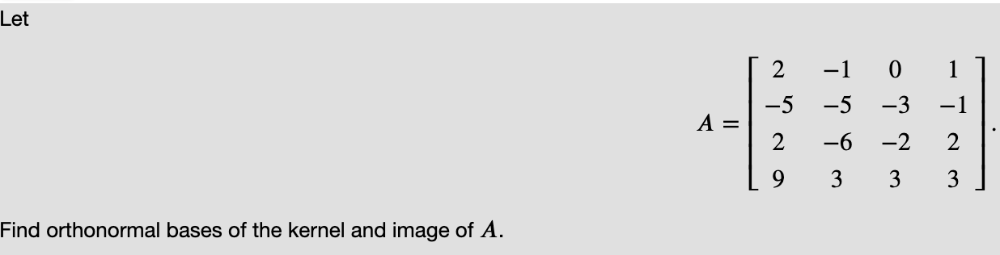 Let
A = [ 2 −1 0 1
−5 −5 −3 −1
2 −6 −2 2
9 3 3 3 ].
Find orthonormal bases of the kernel and image of A.